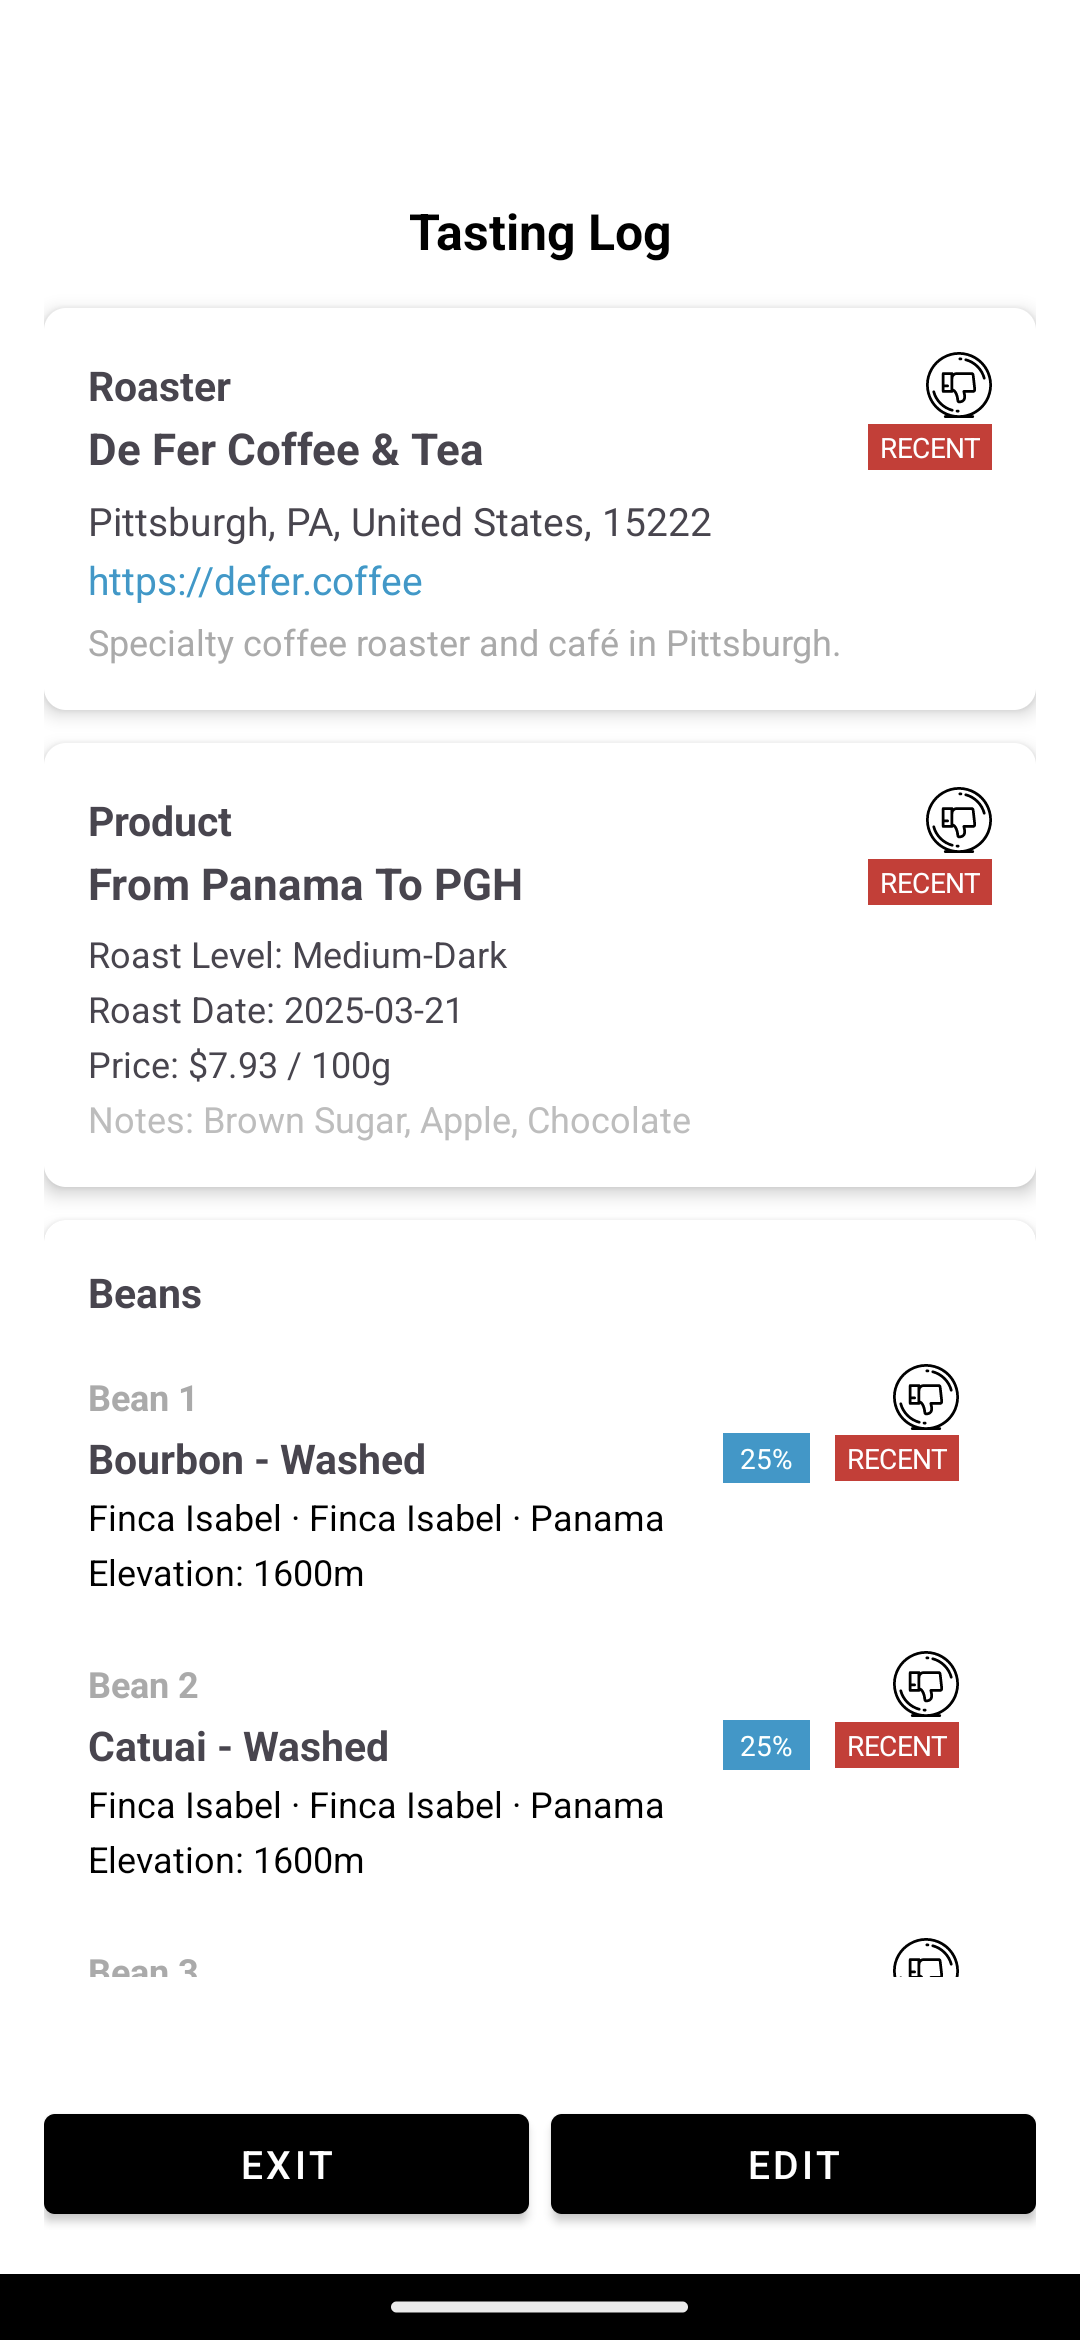 Tasting Log
Roaster
De Fer Coffee & Tea
RECENT
Pittsburgh, PA, United States, 15222
https://defer.coffee
Specialty coffee roaster and café in Pittsburgh.
Product
From Panama To PGH
RECENT
Roast Level: Medium-Dark
Roast Date: 2025-03-21
Price: $7.93 / 100g
Notes: Brown Sugar, Apple, Chocolate
Beans
Bean 1
Bourbon - Washed
25%
RECENT
Finca Isabel · Finca Isabel · Panama
Elevation: 1600m
Bean 2
Catuai - Washed
25%
RECENT
Finca Isabel · Finca Isabel · Panama
Elevation: 1600m
Bean 3
EXIT
EDIT